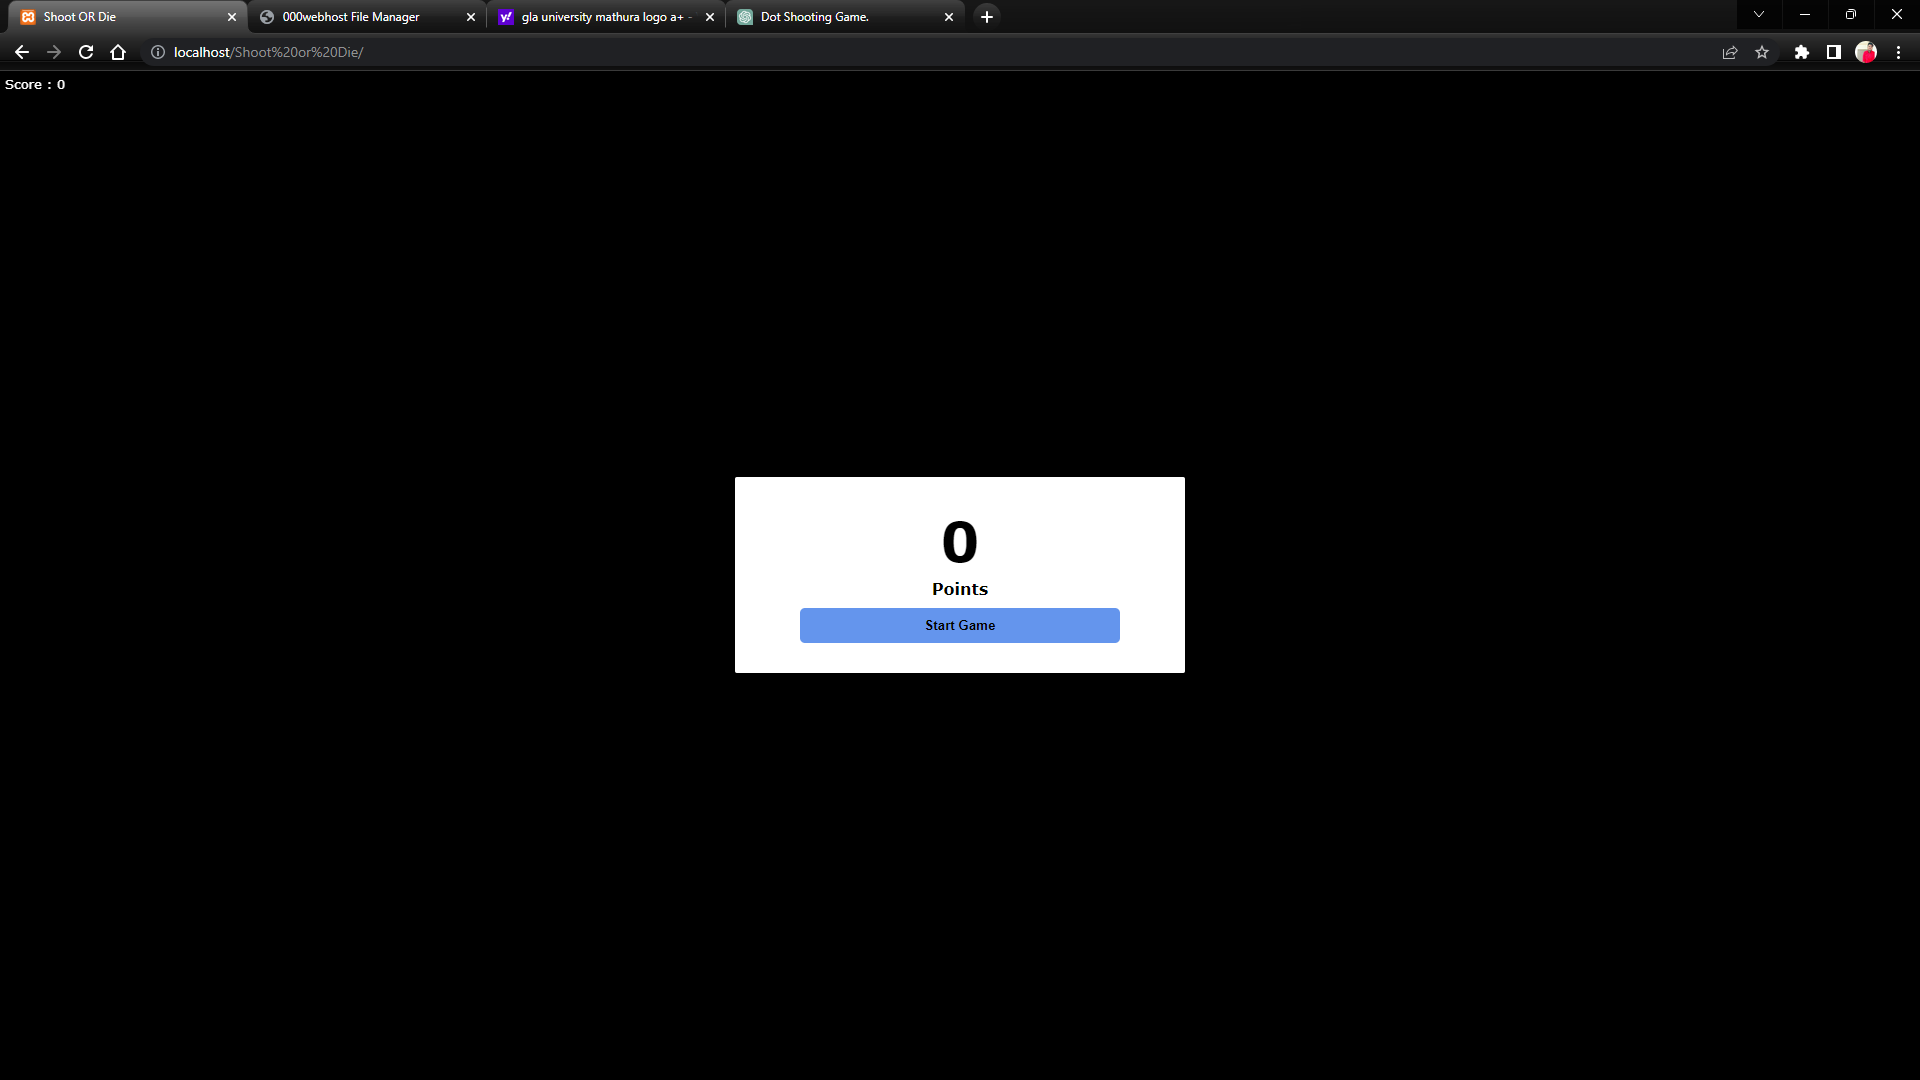 Shoot OR Die
000webhost File Manager
gla university mathura logo a+ -
Dot Shooting Game.
localhost/Shoot%20or%20Die/
Score : 0
0
Points
Start Game